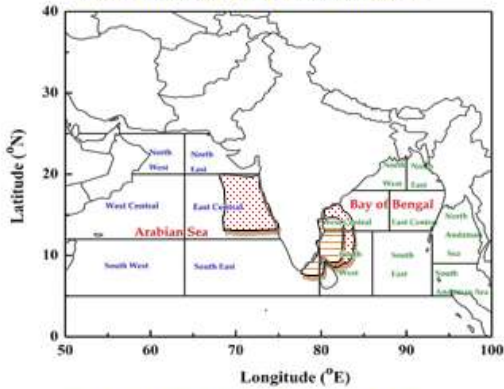 40
30
20
10
0
50
60
70
80
90
100
Latitude (°N)
Longitude (°E)
North
West
North
East
West Central
East Central
Arabian Sea
South West
South East
North
West
North
East
Bay of Bengal
West Central
East Central
South
West
South
East
North
Andaman
Sea
South
Andaman Sea